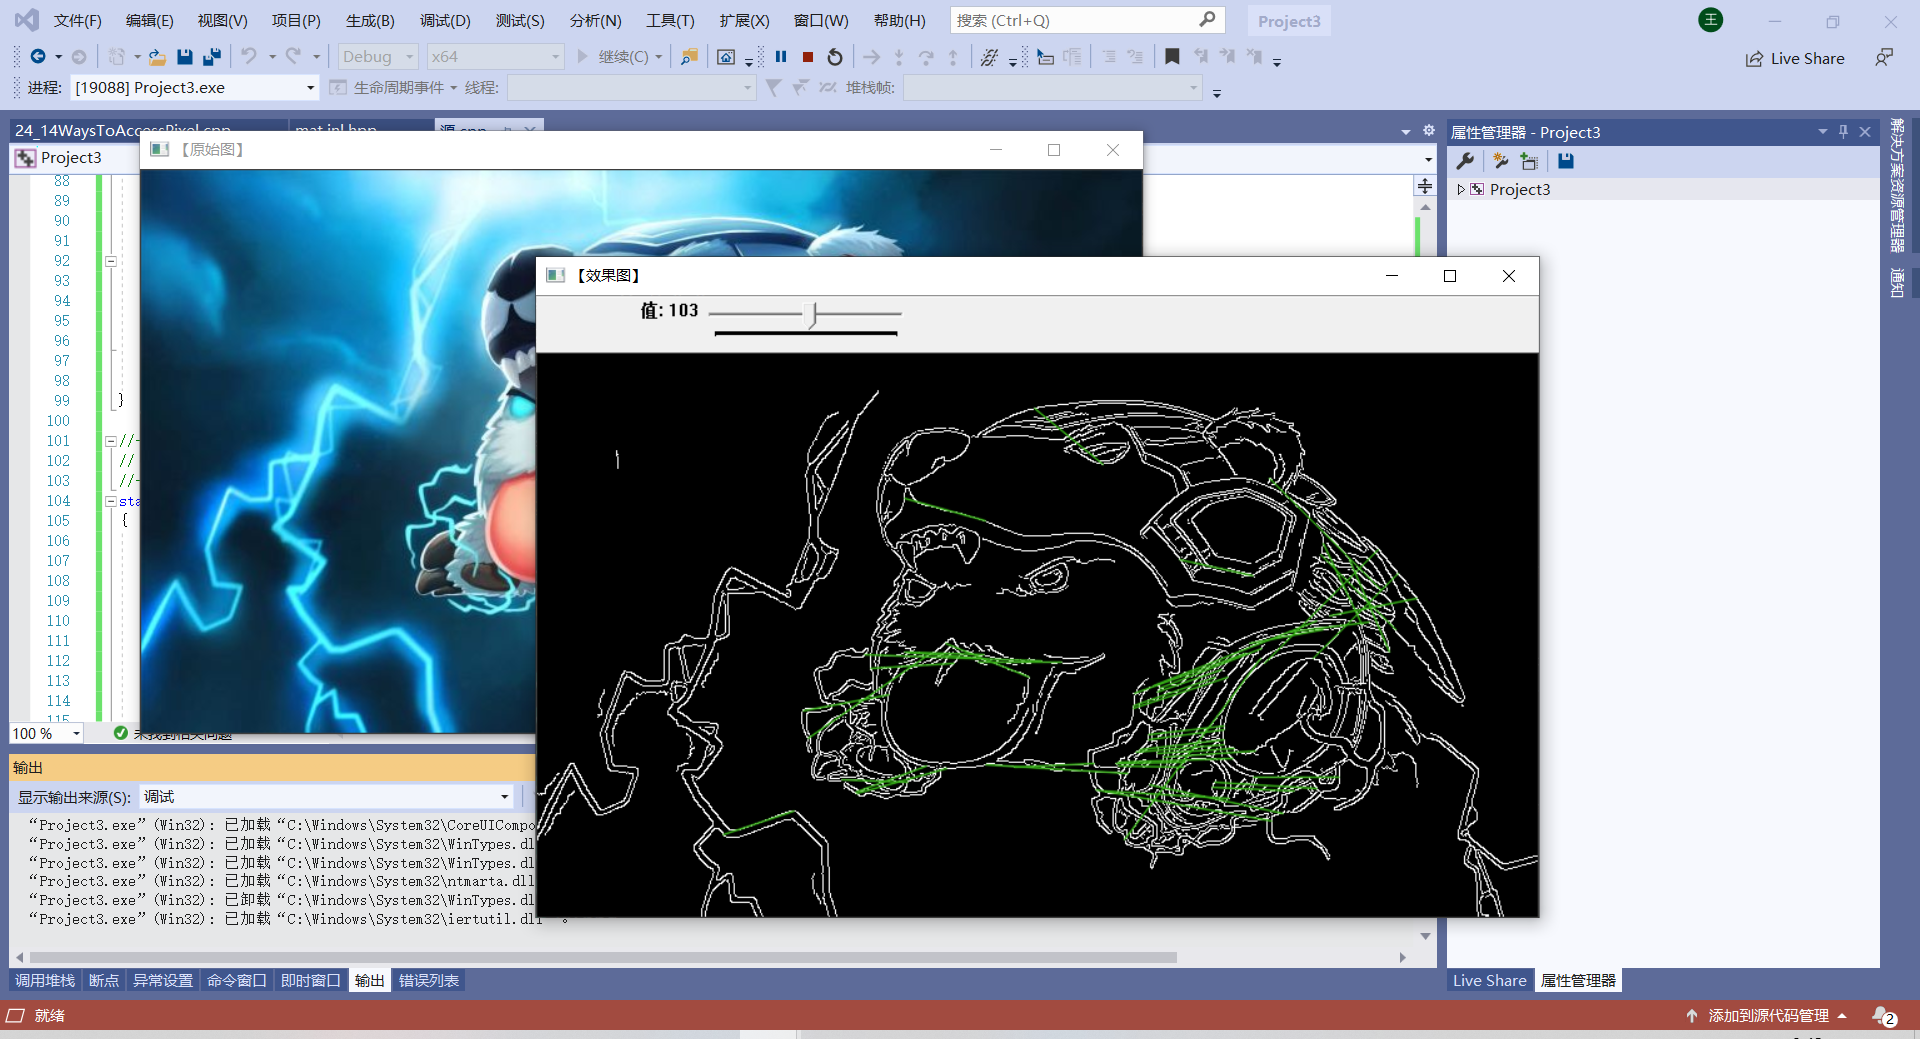 文件(F) 编辑(E) 视图(V) 项目(P) 生成(B) 调试(D) 测试(S) 分析(N) 工具(T) 扩展(X) 窗口(W) 帮助(H) 搜索 (Ctrl+Q) Project3 王
Debug x64 继续(C) Live Share
进程: [19088] Project3.exe 生命周期事件 线程: 堆栈帧:
24_14WaysToAccessPixel.cpp mat.inl.hpp 源.cpp
Project3
【原始图】
88
89
90
91
92
93
94
95
96
97
98
99 }
100
101 //-
102 //
103 //-
104 sta
105 {
106
107
108
109
110
111
112
113
114
115
【效果图】
值: 103
100 % 未找到相关问题
输出
显示输出来源(S): 调试
“Project3.exe” (Win32): 已加载 “C:\Windows\System32\CoreUICompo
“Project3.exe” (Win32): 已加载 “C:\Windows\System32\WinTypes.dl
“Project3.exe” (Win32): 已加载 “C:\Windows\System32\WinTypes.dl
“Project3.exe” (Win32): 已加载 “C:\Windows\System32\ntmarta.dll
“Project3.exe” (Win32): 已卸载 “C:\Windows\System32\WinTypes.dl
“Project3.exe” (Win32): 已加载 “C:\Windows\System32\iertutil.dll” 。
调用堆栈 断点 异常设置 命令窗口 即时窗口 输出 错误列表
属性管理器 - Project3
Project3
Live Share 属性管理器
解决方案资源管理器
通知
就绪 添加到源代码管理 2